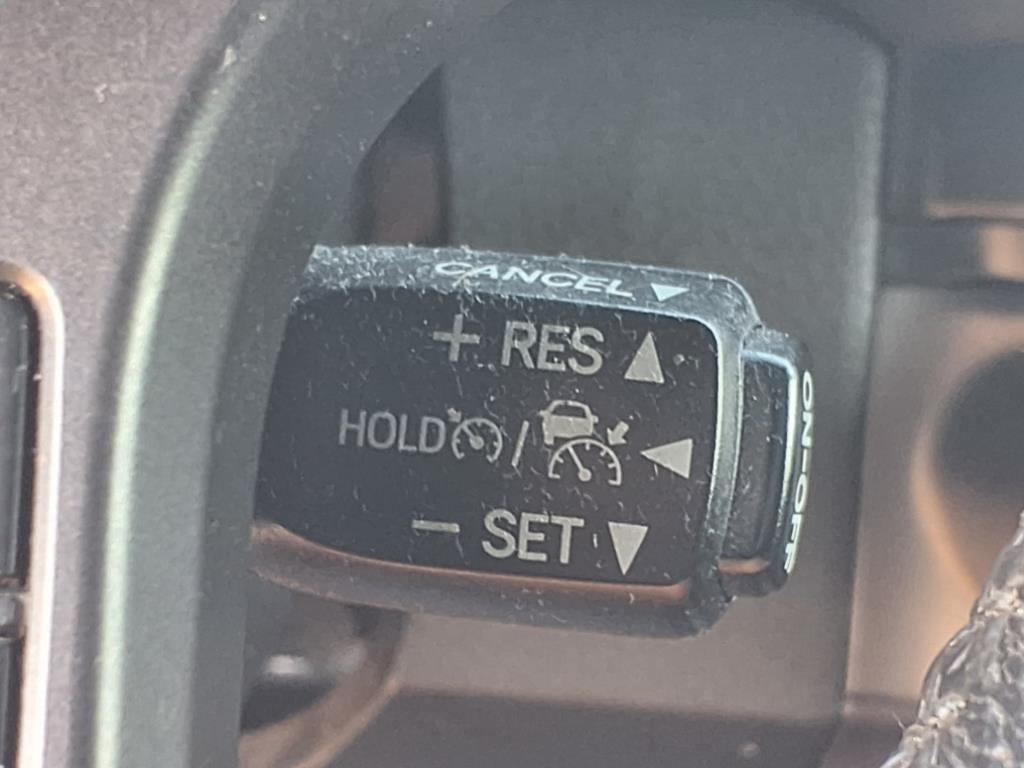 CANCEL ▼
+ RES ▲
HOLD / ◀
− SET ▼
ON·OFF